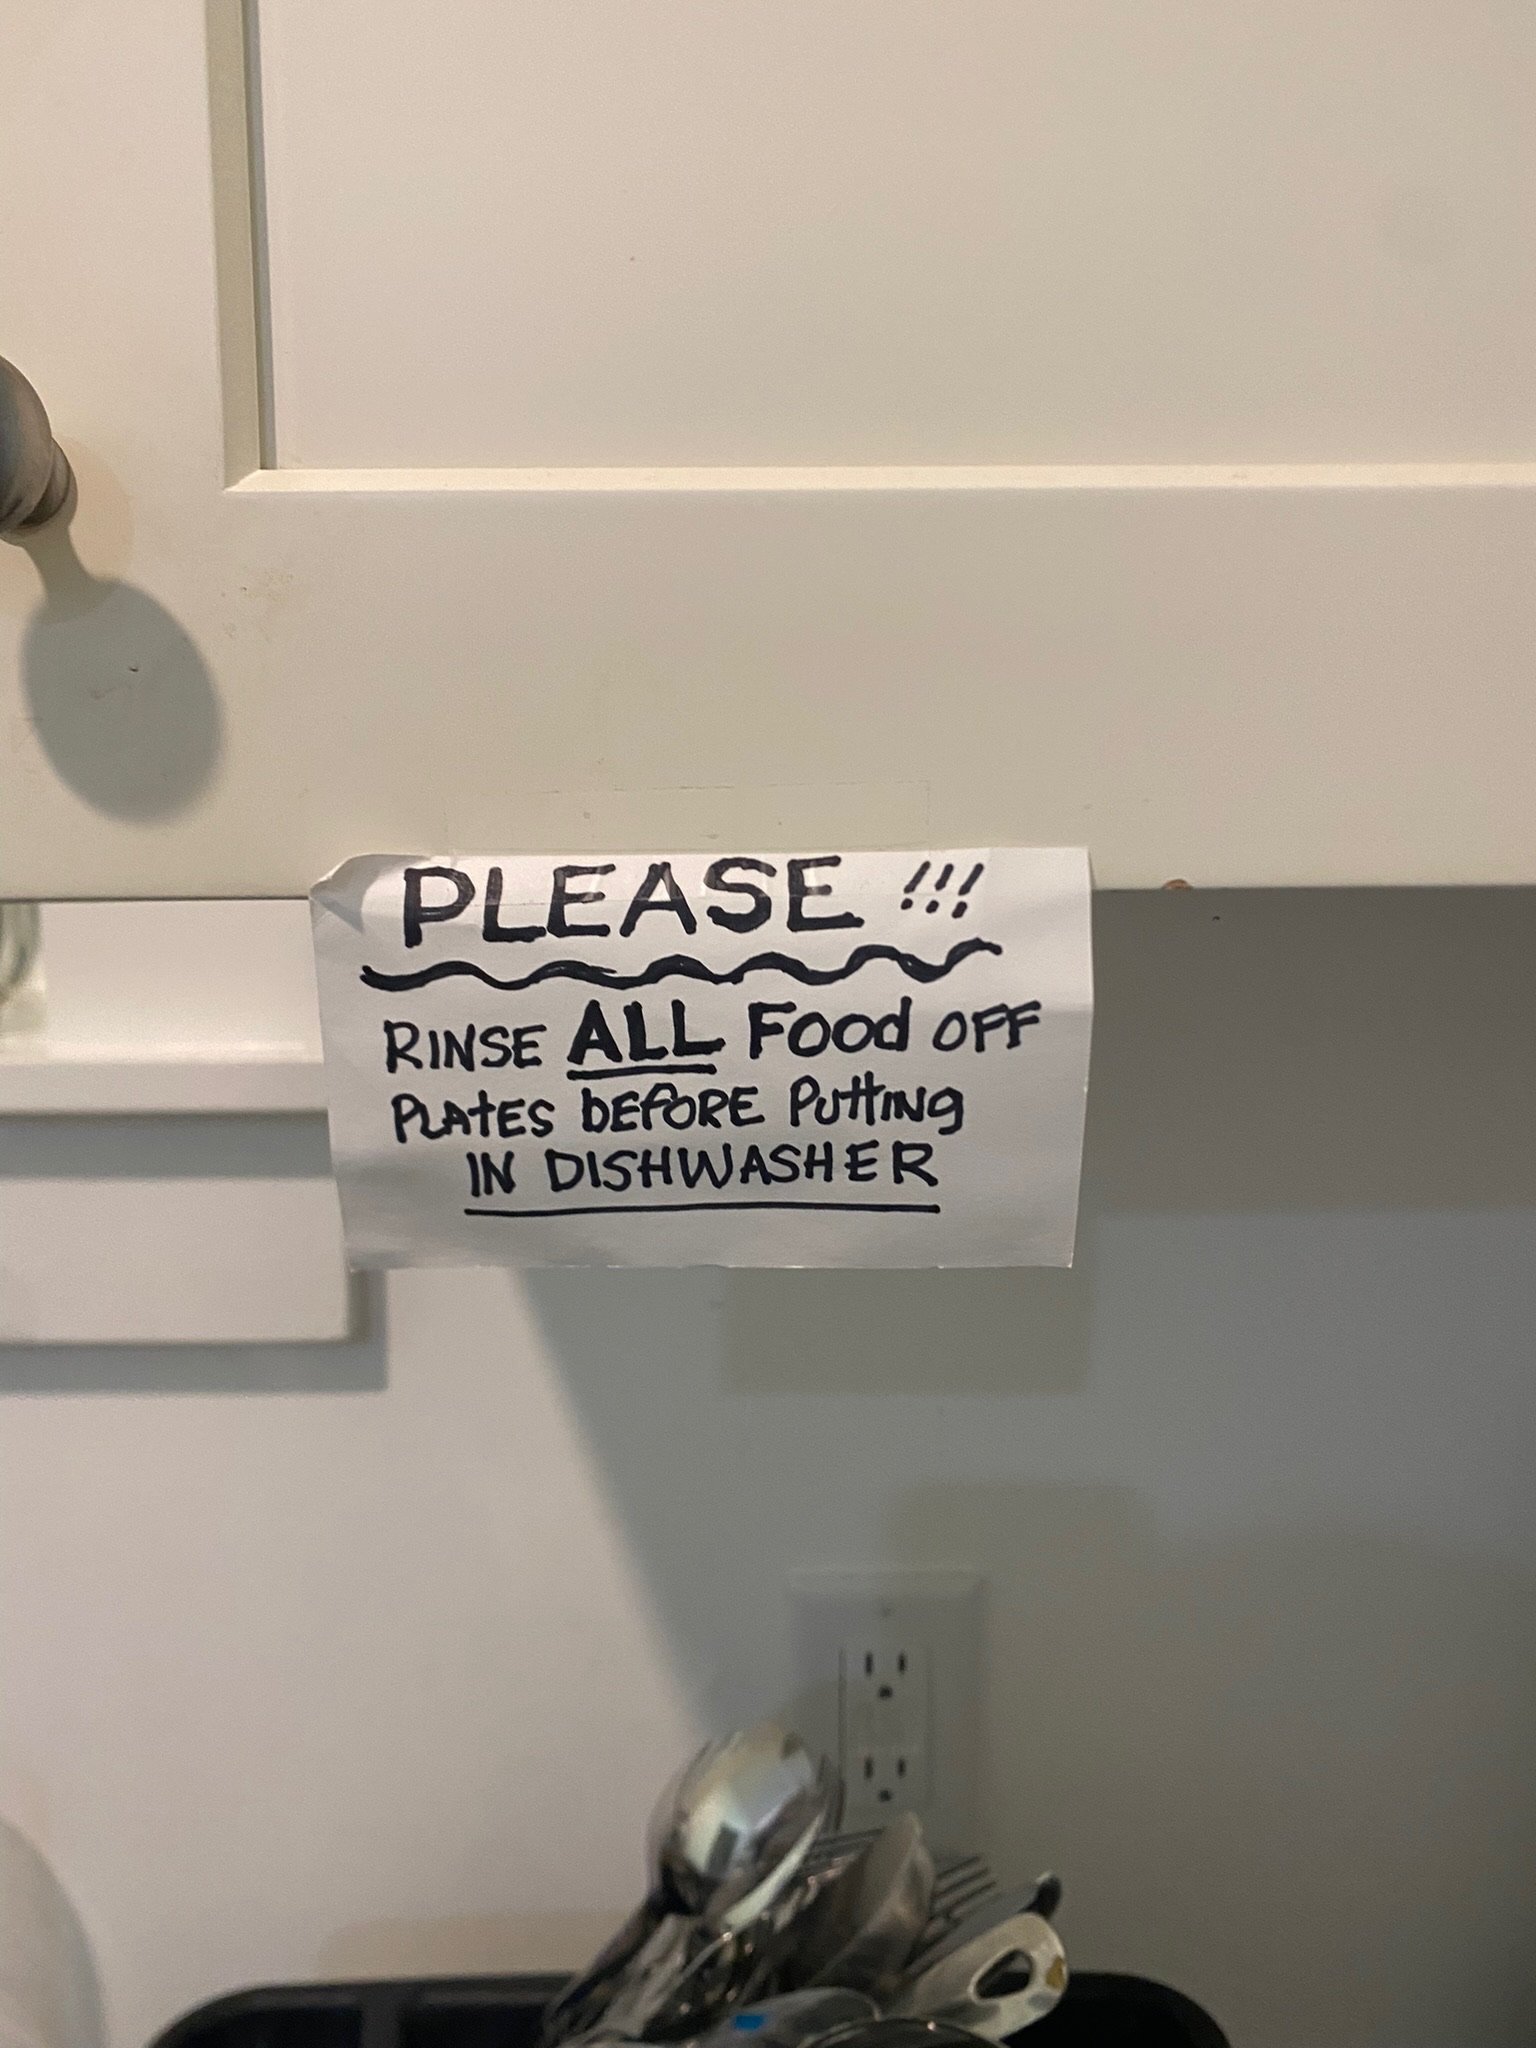 PLEASE !!!
RINSE ALL Food OFF
PLAtES bEfORE PuttiNg
IN DISHWASHER